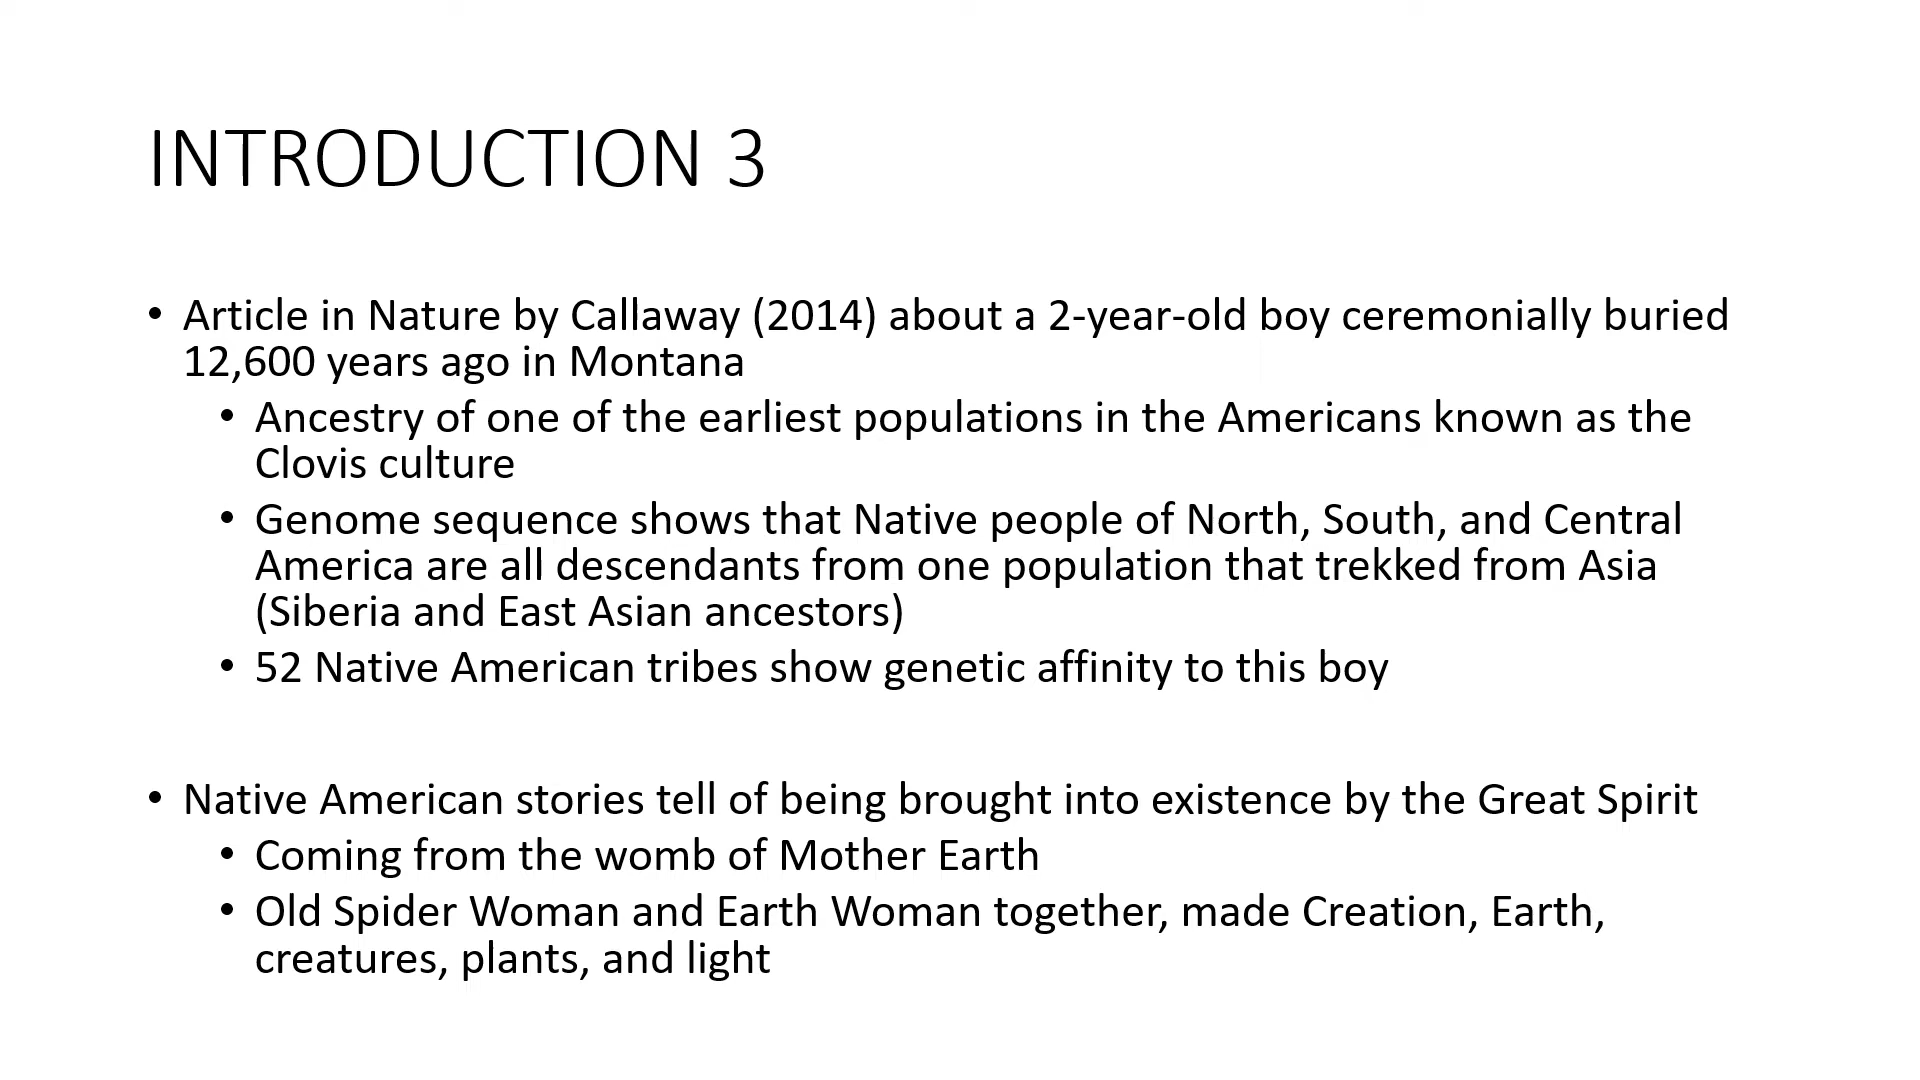 INTRODUCTION 3
• Article in Nature by Callaway (2014) about a 2-year-old boy ceremonially buried
12,600 years ago in Montana
• Ancestry of one of the earliest populations in the Americans known as the
Clovis culture
• Genome sequence shows that Native people of North, South, and Central
America are all descendants from one population that trekked from Asia
(Siberia and East Asian ancestors)
• 52 Native American tribes show genetic affinity to this boy
• Native American stories tell of being brought into existence by the Great Spirit
• Coming from the womb of Mother Earth
• Old Spider Woman and Earth Woman together, made Creation, Earth,
creatures, plants, and light